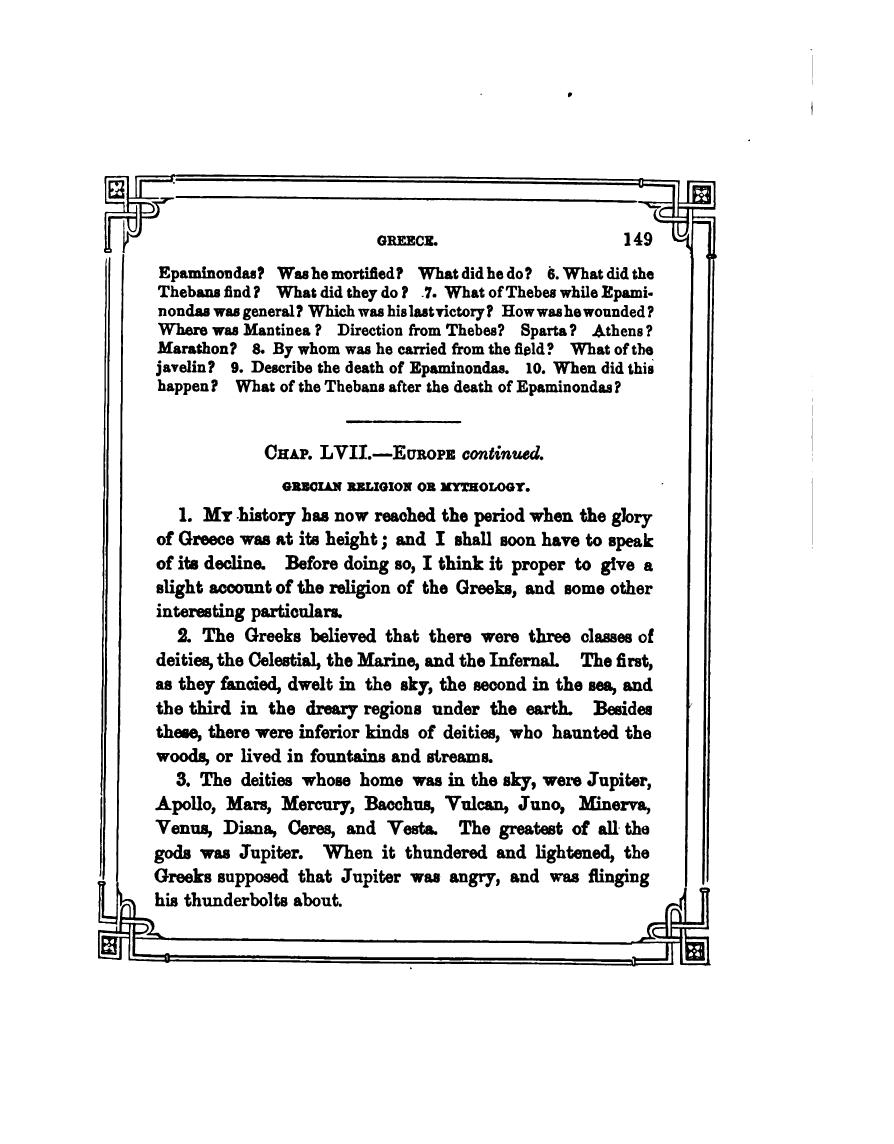 GREECE. 149
Epaminondas? Was he mortified? What did he do? 6. What did the
Thebans find? What did they do? 7. What of Thebes while Epami-
nondas was general? Which was his last victory? How was he wounded?
Where was Mantinea? Direction from Thebes? Sparta? Athens?
Marathon? 8. By whom was he carried from the field? What of the
javelin? 9. Describe the death of Epaminondas. 10. When did this
happen? What of the Thebans after the death of Epaminondas?
CHAP. LVII.—EUROPE continued.
GRECIAN RELIGION OR MYTHOLOGY.
1. MY history has now reached the period when the glory
of Greece was at its height; and I shall soon have to speak
of its decline. Before doing so, I think it proper to give a
slight account of the religion of the Greeks, and some other
interesting particulars.
2. The Greeks believed that there were three classes of
deities, the Celestial, the Marine, and the Infernal. The first,
as they fancied, dwelt in the sky, the second in the sea, and
the third in the dreary regions under the earth. Besides
these, there were inferior kinds of deities, who haunted the
woods, or lived in fountains and streams.
3. The deities whose home was in the sky, were Jupiter,
Apollo, Mars, Mercury, Bacchus, Vulcan, Juno, Minerva,
Venus, Diana, Ceres, and Vesta. The greatest of all the
gods was Jupiter. When it thundered and lightened, the
Greeks supposed that Jupiter was angry, and was flinging
his thunderbolts about.